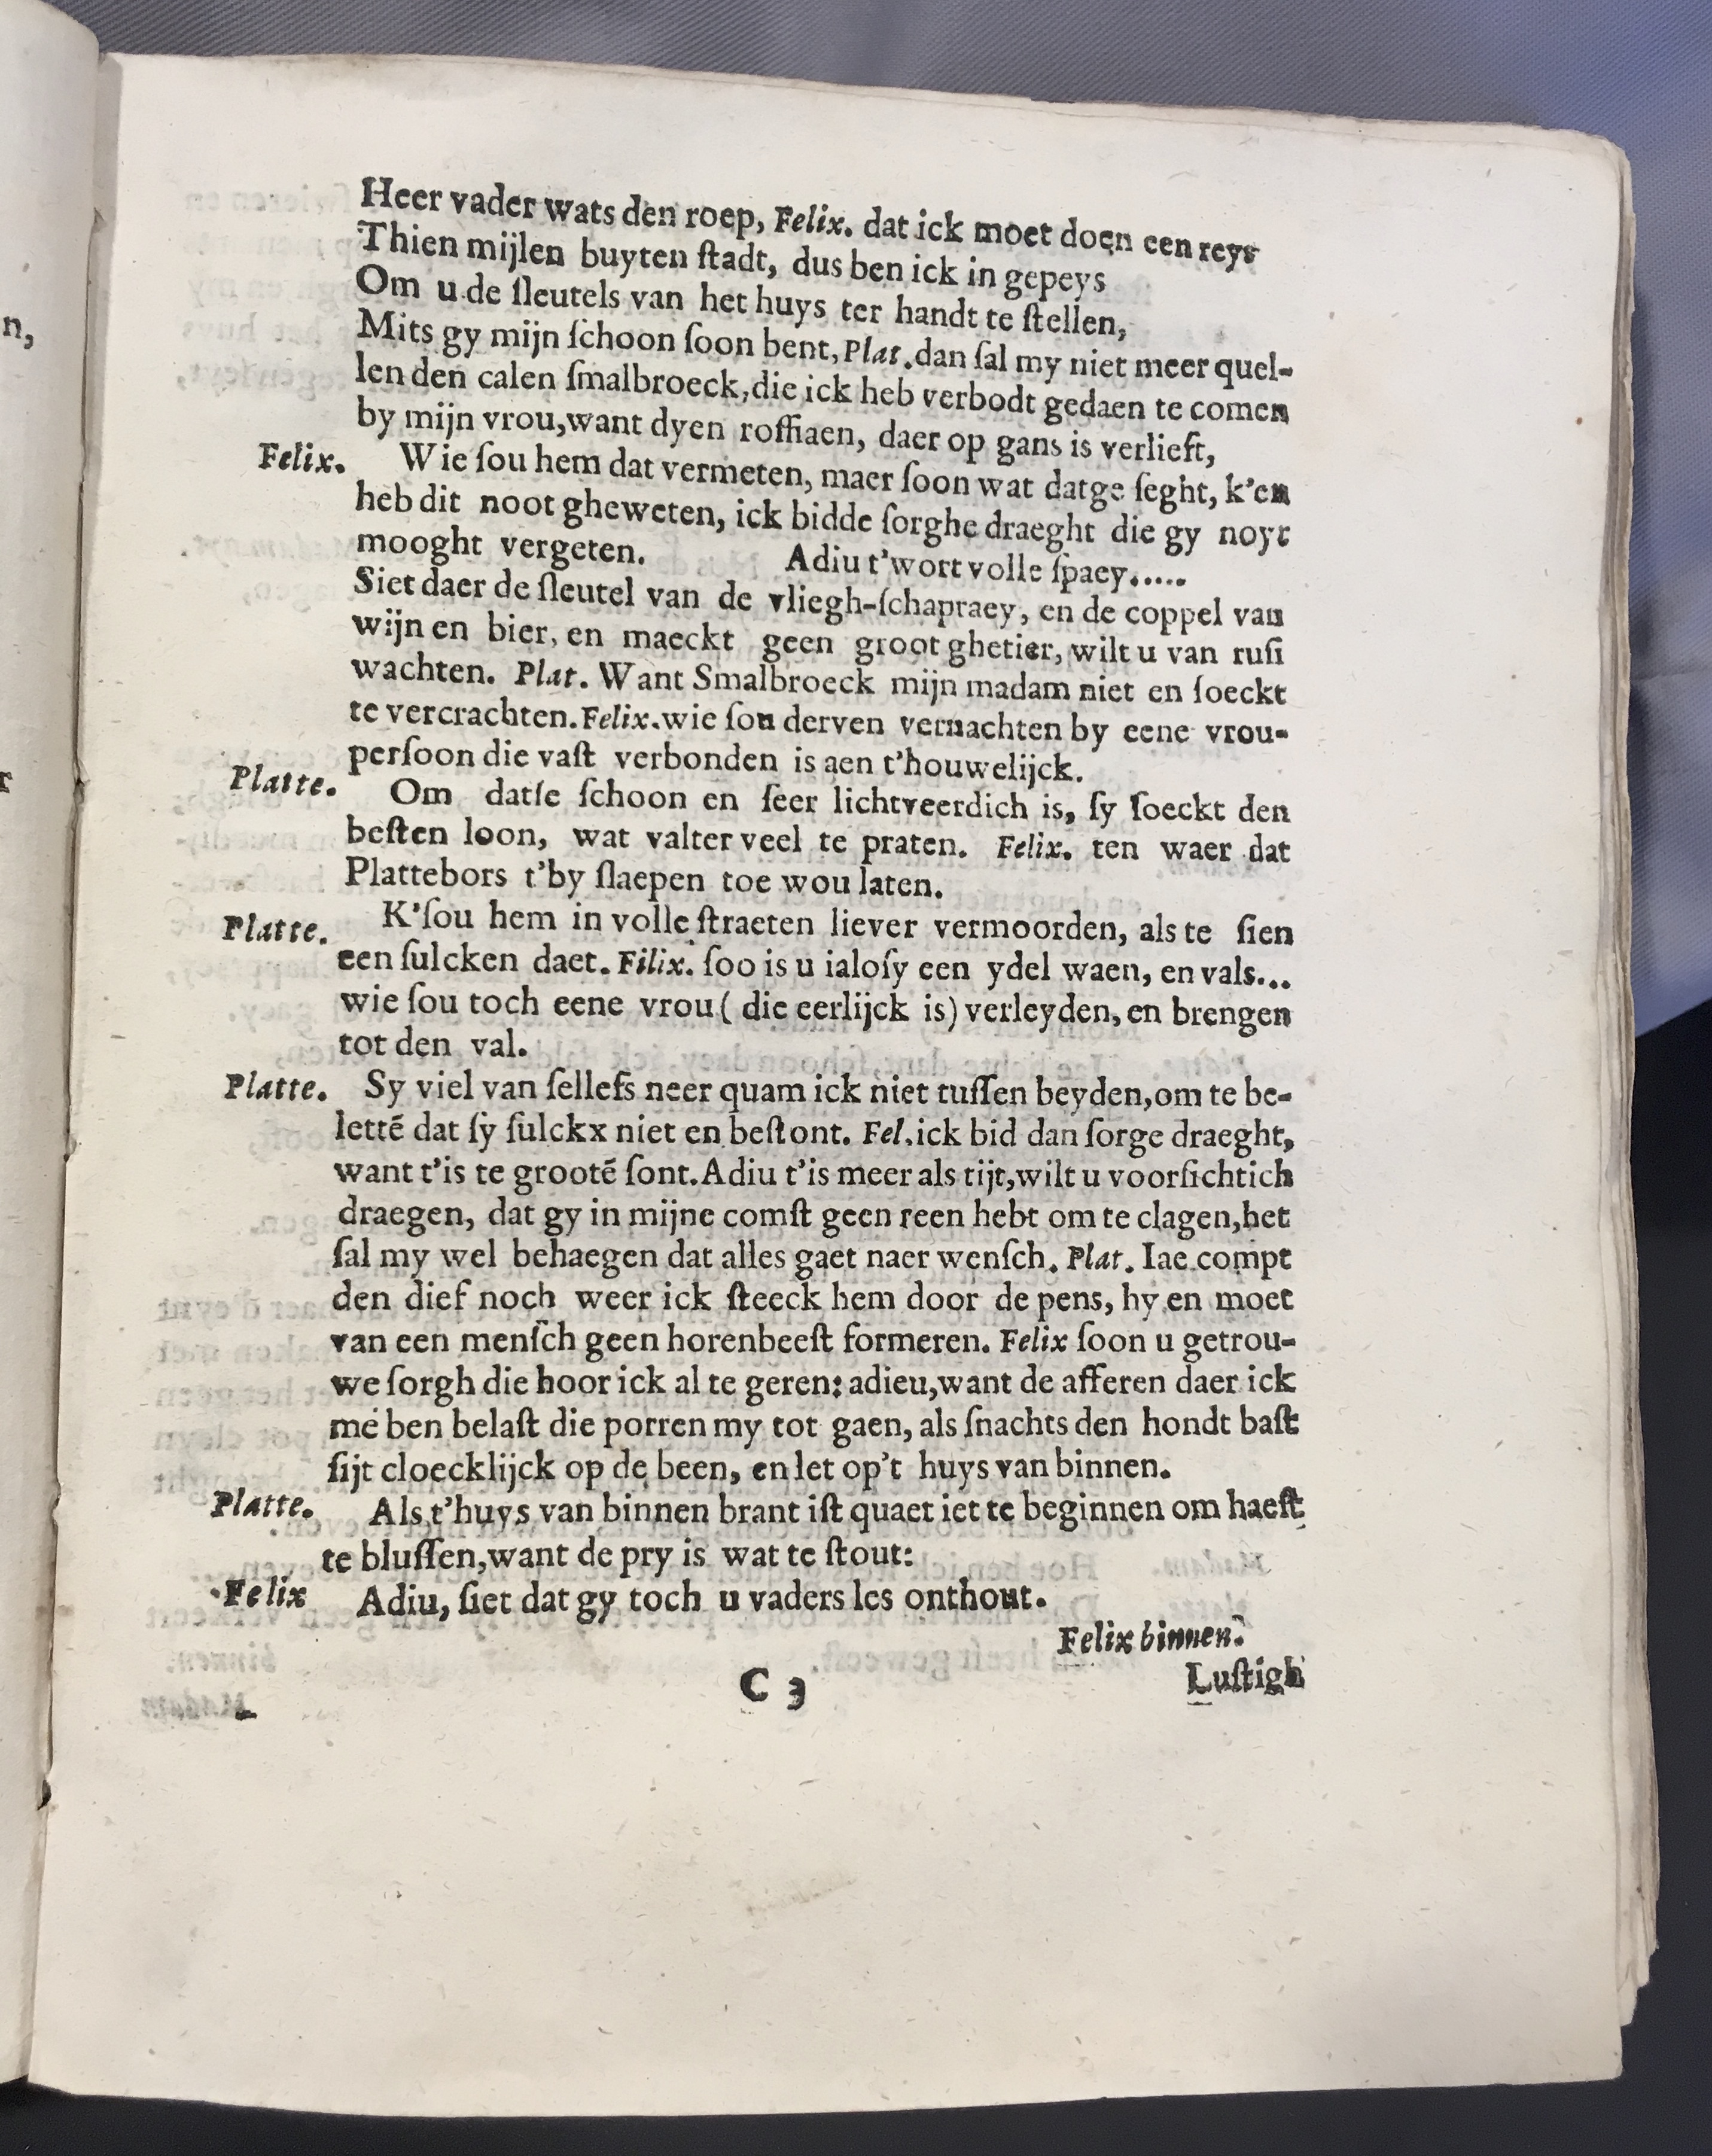 Heer vader wats den roep, Felix. dat ick moet doen een reys
Thien mijlen buyten ſtadt, dus ben ick in gepeys
Om u de ſleutels van het huys ter handt te ſtellen,
Mits gy mijn ſchoon ſoon bent, Plat. dan ſal my niet meer quel-
len den calen ſmalbroeck, die ick heb verbodt gedaen te comen
by mijn vrou, want dyen roffiaen, daer op gans is verlieft,
Felix. Wie ſou hem dat vermeten, maer ſoon wat datge ſeght, k'en
heb dit noot gheweten, ick bidde ſorghe draeght die gy noyt
mooght vergeten. Adiu t'wort volle ſpaey.....
Siet daer de ſleutel van de vliegh-ſchapraey, en de coppel van
wijn en bier, en maeckt geen groot ghetier, wilt u van ruſi
wachten. Plat. Want Smalbroeck mijn madam niet en ſoeckt
te vercrachten. Felix. wie ſou derven vernachten by eene vrou-
perſoon die vaſt verbonden is aen t'houwelijck.
Platte. Om datſe ſchoon en ſeer lichtveerdich is, ſy ſoeckt den
beſten loon, wat valter veel te praten. Felix. ten waer dat
Plattebors t'by ſlaepen toe wou laten.
Platte. K'ſou hem in volle ſtraeten liever vermoorden, als te ſien
een ſulcken daet. Filix. ſoo is u ialoſy een ydel waen, en vals...
wie ſou toch eene vrou ( die eerlijck is) verleyden, en brengen
tot den val.
Platte. Sy viel van ſellefs neer quam ick niet tuſſen beyden, om te be-
lettē dat ſy ſulckx niet en beſtont. Fel. ick bid dan ſorge draeght,
want t'is te grootē ſont. Adiu t'is meer als tijt, wilt u voorſichtich
draegen, dat gy in mijne comſt geen reen hebt om te clagen, het
ſal my wel behaegen dat alles gaet naer wenſch. Plat. Iae compt
den dief noch weer ick ſteeck hem door de pens, hy en moet
van een menſch geen horenbeeſt formeren. Felix ſoon u getrou-
we ſorgh die hoor ick al te geren: adieu, want de afferen daer ick
me ben belaſt die porren my tot gaen, als ſnachts den hondt baſt
ſijt cloecklijck op de been, en let op't huys van binnen.
Platte. Als t'huys van binnen brant iſt quaet iet te beginnen om haeſt
te bluſſen, want de pry is wat te ſtout:
Felix Adiu, ſiet dat gy toch u vaders les onthout.
Felix binnen.
C 3 Luſtigh